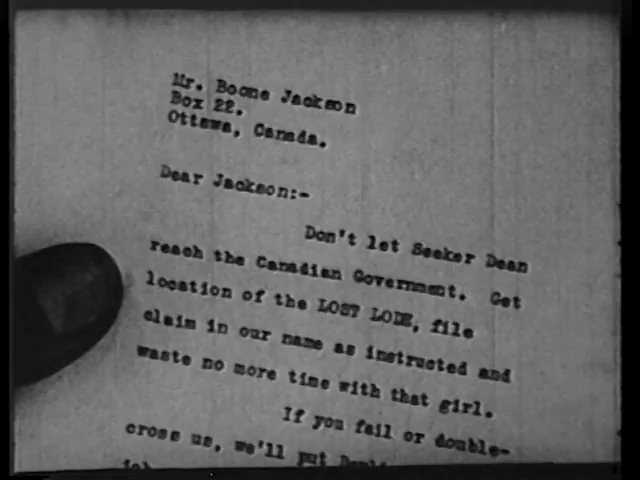 Mr. Boone Jackson
Box 22.
Ottawa, Canada.
Dear Jackson:-
Don't let Seeker Dean
reach the Canadian Government. Get
location of the LOST LODE, file
claim in our name as instructed and
waste no more time with that girl.
If you fail or double-
cross us, we'll put